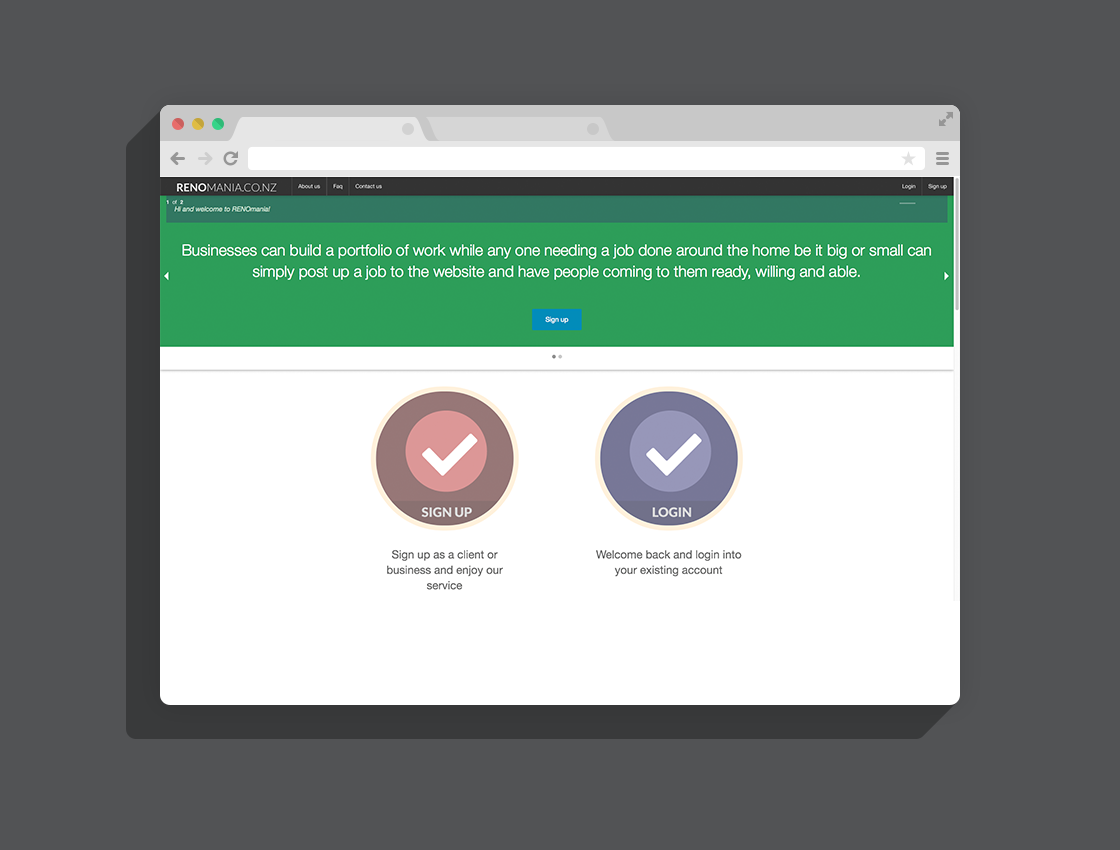 RENOMANIA.CO.NZ About us Faq Contact us Login Sign up
1 of 2
Hi and welcome to RENOmania!
Businesses can build a portfolio of work while any one needing a job done around the home be it big or small can
simply post up a job to the website and have people coming to them ready, willing and able.
Sign up
SIGN UP LOGIN
Sign up as a client or
business and enjoy our
service
Welcome back and login into
your existing account